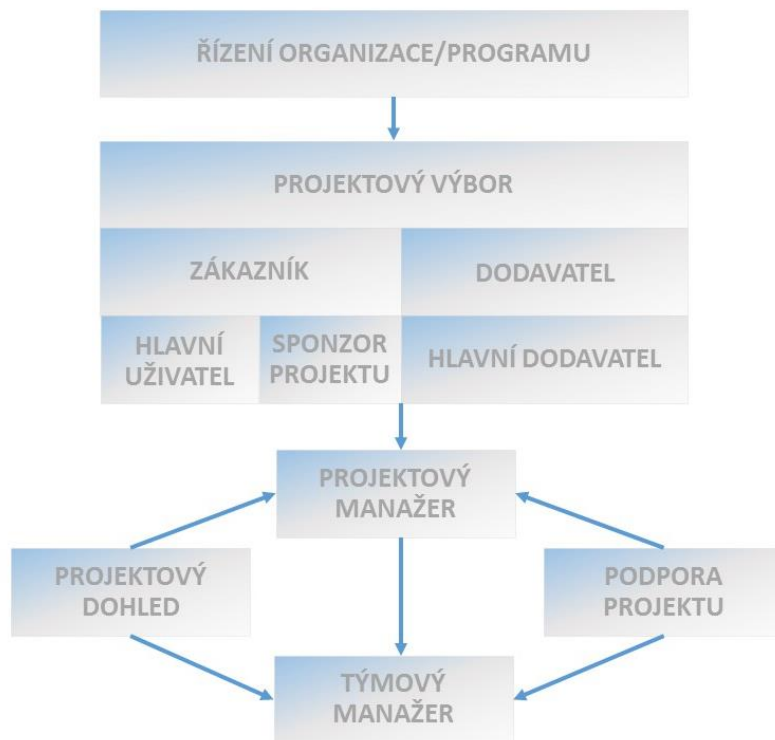 ŘÍZENÍ ORGANIZACE/PROGRAMU
PROJEKTOVÝ VÝBOR
ZÁKAZNÍK
DODAVATEL
HLAVNÍ
UŽIVATEL
SPONZOR
PROJEKTU
HLAVNÍ DODAVATEL
PROJEKTOVÝ
MANAŽER
PROJEKTOVÝ
DOHLED
PODPORA
PROJEKTU
TÝMOVÝ
MANAŽER